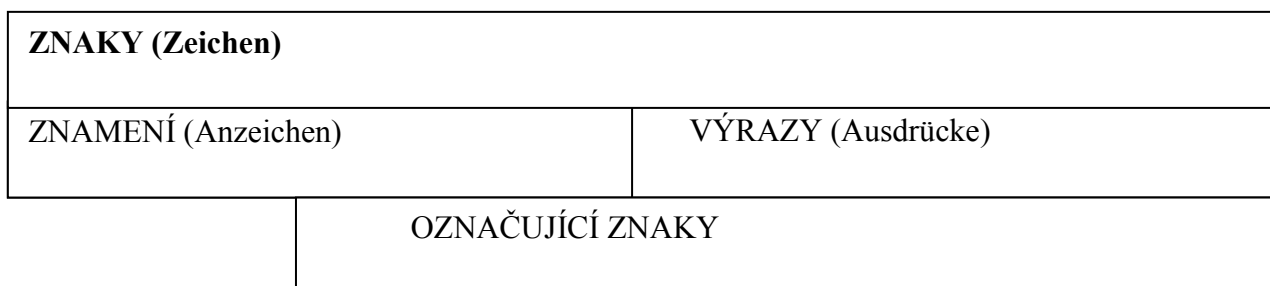 ZNAKY (Zeichen)
ZNAMENÍ (Anzeichen)
VÝRAZY (Ausdrücke)
OZNAČUJÍCÍ ZNAKY